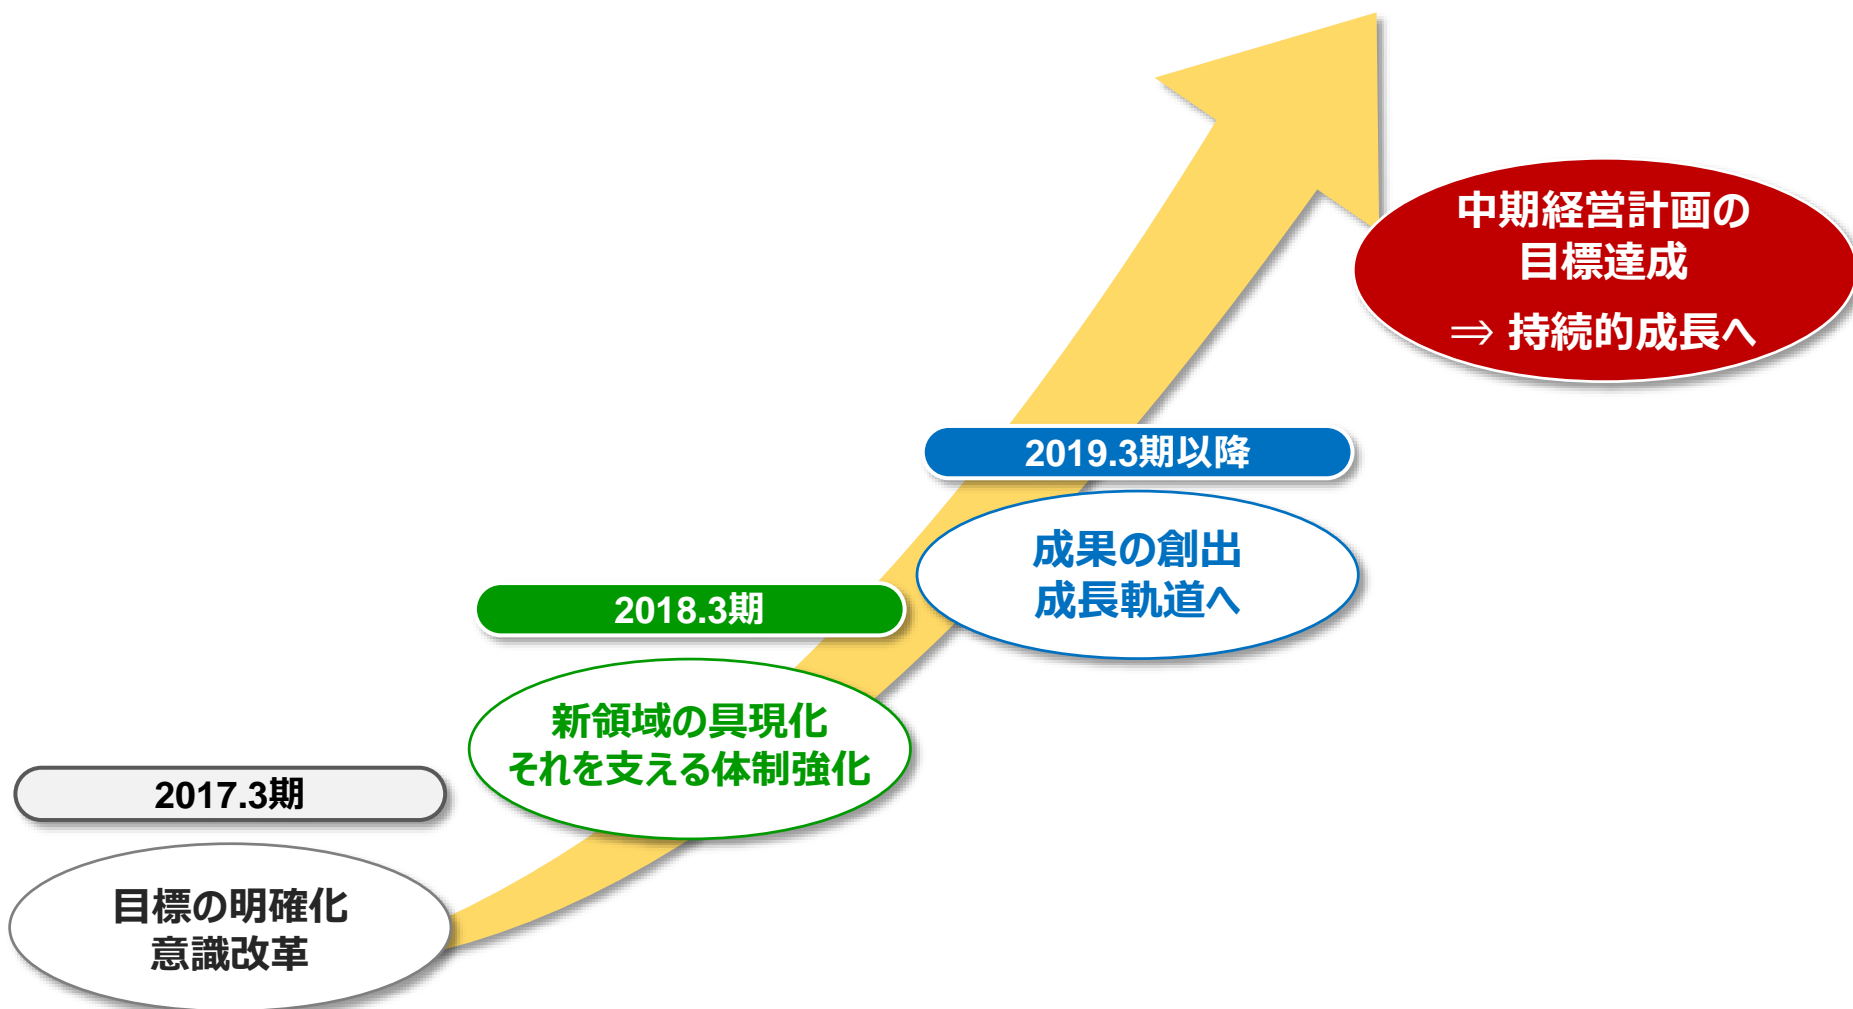 2017.3期
目標の明確化
意識改革
2018.3期
新領域の具現化
それを支える体制強化
2019.3期以降
成果の創出
成長軌道へ
中期経営計画の
目標達成
⇒ 持続的成長へ